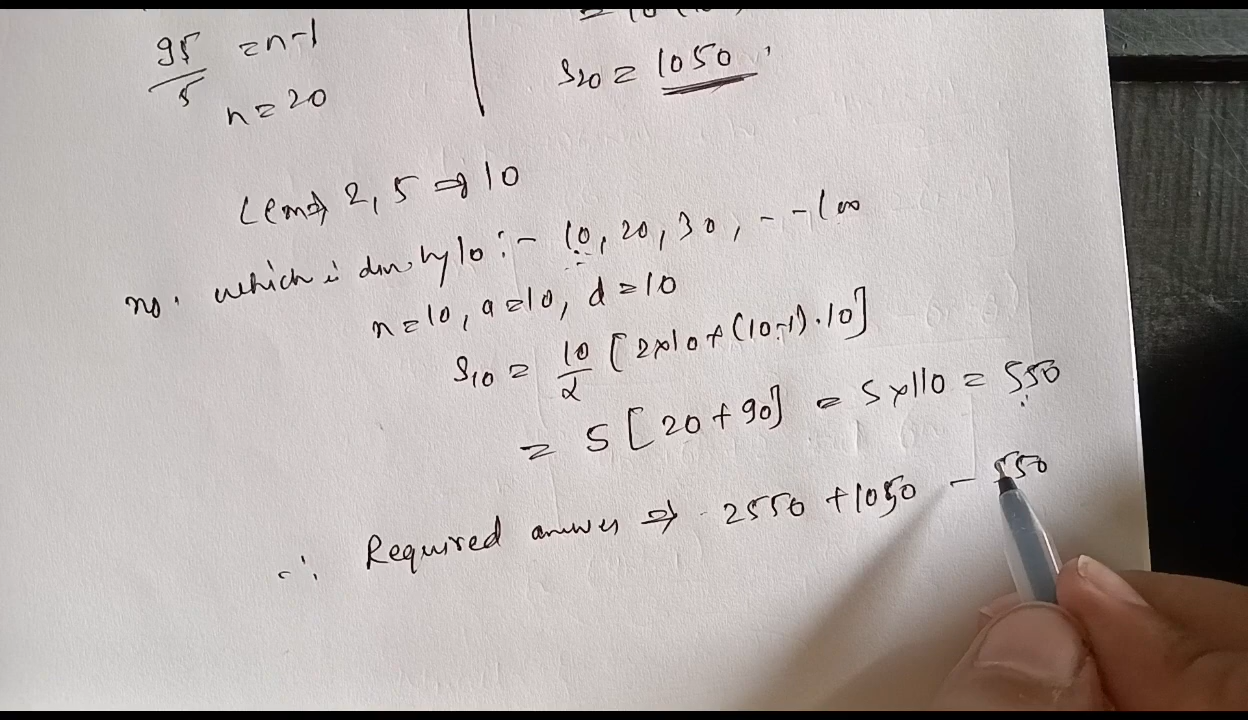 95/5 = n-1
n = 20
S20 = 1050
Lcm⇒ 2, 5 ⇒ 10
no. which is by 10 :- 10, 20, 30, - - 100
n=10, a=10, d=10
S10 = 10/2 [2×10+(10-1).10]
= 5 [20+90] = 5×110 = 550
∴ Required answer ⇒ 2550 + 1050 - 550